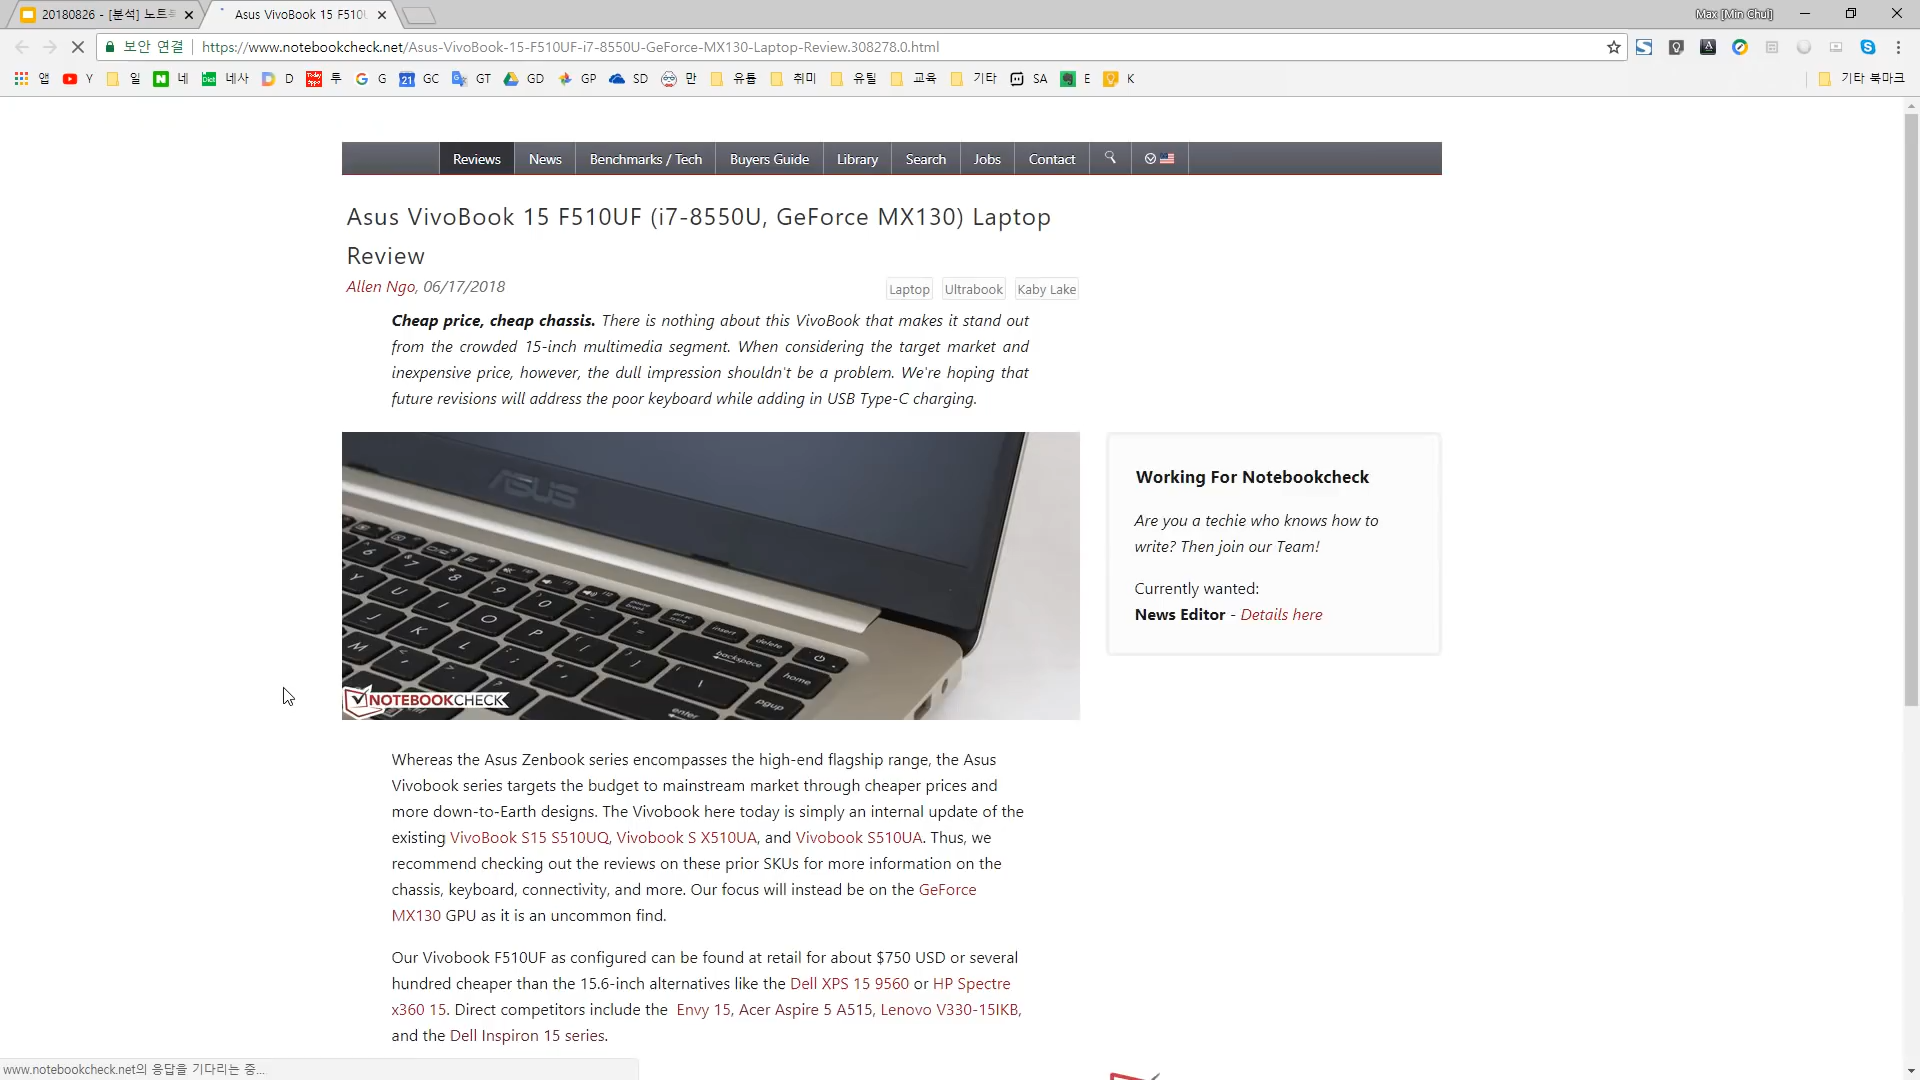 20180826 - [분석] 노트북
Asus VivoBook 15 F510U
Max [Min Chul]
보안 연결
https://www.notebookcheck.net/Asus-VivoBook-15-F510UF-i7-8550U-GeForce-MX130-Laptop-Review.308278.0.html
앱 Y 일 네 네사 D 투 G GC GT GD GP SD 만 유틉 취미 유틸 교육 기타 SA E K 기타 북마크
Reviews News Benchmarks / Tech Buyers Guide Library Search Jobs Contact
Asus VivoBook 15 F510UF (i7-8550U, GeForce MX130) Laptop
Review
Allen Ngo, 06/17/2018
Laptop Ultrabook Kaby Lake
Cheap price, cheap chassis. There is nothing about this VivoBook that makes it stand out
from the crowded 15-inch multimedia segment. When considering the target market and
inexpensive price, however, the dull impression shouldn't be a problem. We're hoping that
future revisions will address the poor keyboard while adding in USB Type-C charging.
ASUS
insert
delete
backspace
home
pgup
enter
NOTEBOOKCHECK
Working For Notebookcheck
Are you a techie who knows how to
write? Then join our Team!
Currently wanted:
News Editor - Details here
Whereas the Asus Zenbook series encompasses the high-end flagship range, the Asus
Vivobook series targets the budget to mainstream market through cheaper prices and
more down-to-Earth designs. The Vivobook here today is simply an internal update of the
existing VivoBook S15 S510UQ, Vivobook S X510UA, and Vivobook S510UA. Thus, we
recommend checking out the reviews on these prior SKUs for more information on the
chassis, keyboard, connectivity, and more. Our focus will instead be on the GeForce
MX130 GPU as it is an uncommon find.
Our Vivobook F510UF as configured can be found at retail for about $750 USD or several
hundred cheaper than the 15.6-inch alternatives like the Dell XPS 15 9560 or HP Spectre
x360 15. Direct competitors include the Envy 15, Acer Aspire 5 A515, Lenovo V330-15IKB,
and the Dell Inspiron 15 series.
www.notebookcheck.net의 응답을 기다리는 중...